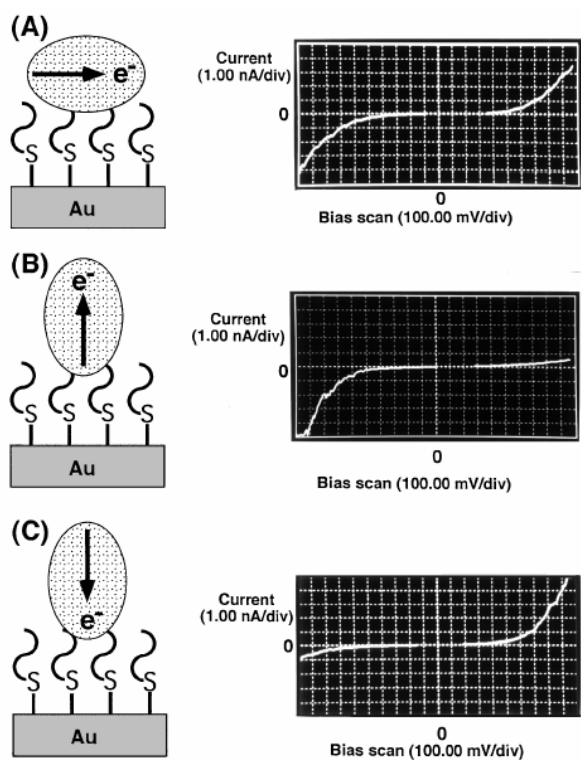 (A)
e-
S S S S
Au
Current
(1.00 nA/div)
0
0
Bias scan (100.00 mV/div)
(B)
e-
S S S S
Au
Current
(1.00 nA/div)
0
0
Bias scan (100.00 mV/div)
(C)
e-
S S S S
Au
Current
(1.00 nA/div)
0
0
Bias scan (100.00 mV/div)